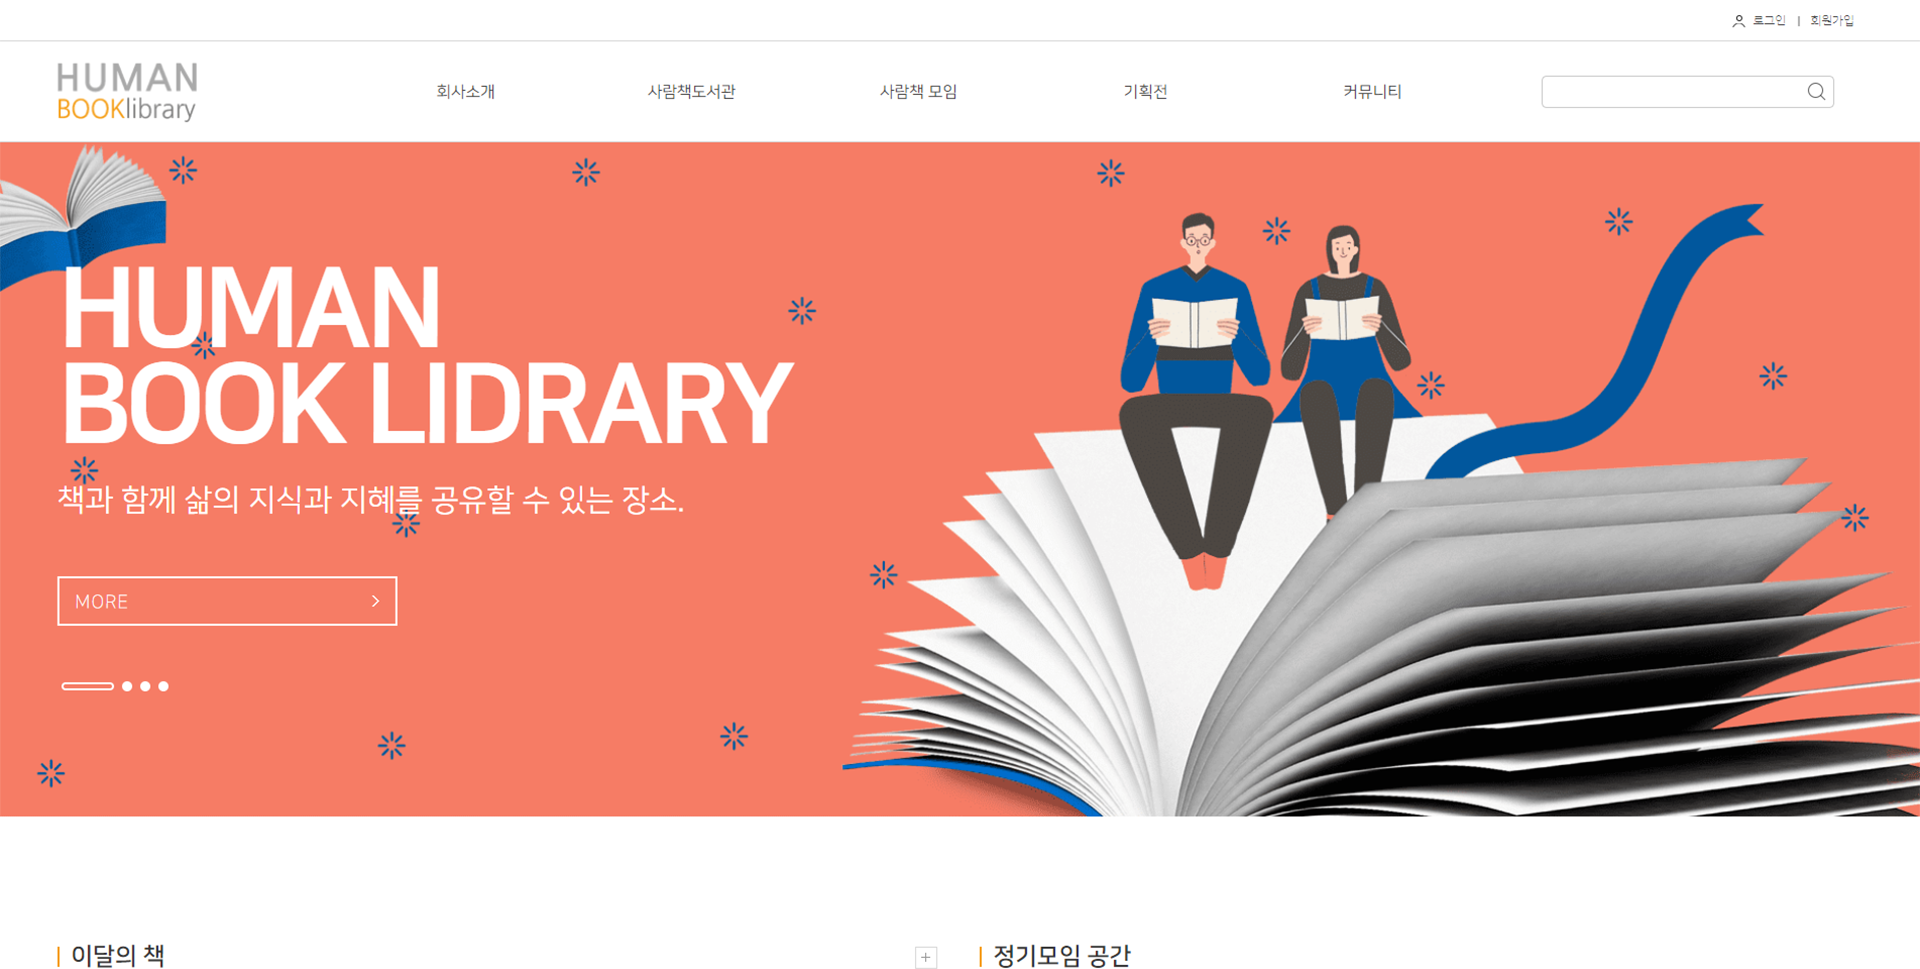 로그인 | 회원가입
HUMAN
BOOKlibrary
회사소개 사람책도서관 사람책 모임 기획전 커뮤니티
HUMAN
BOOK LIDRARY
책과 함께 삶의 지식과 지혜를 공유할 수 있는 장소.
MORE
이달의 책
정기모임 공간